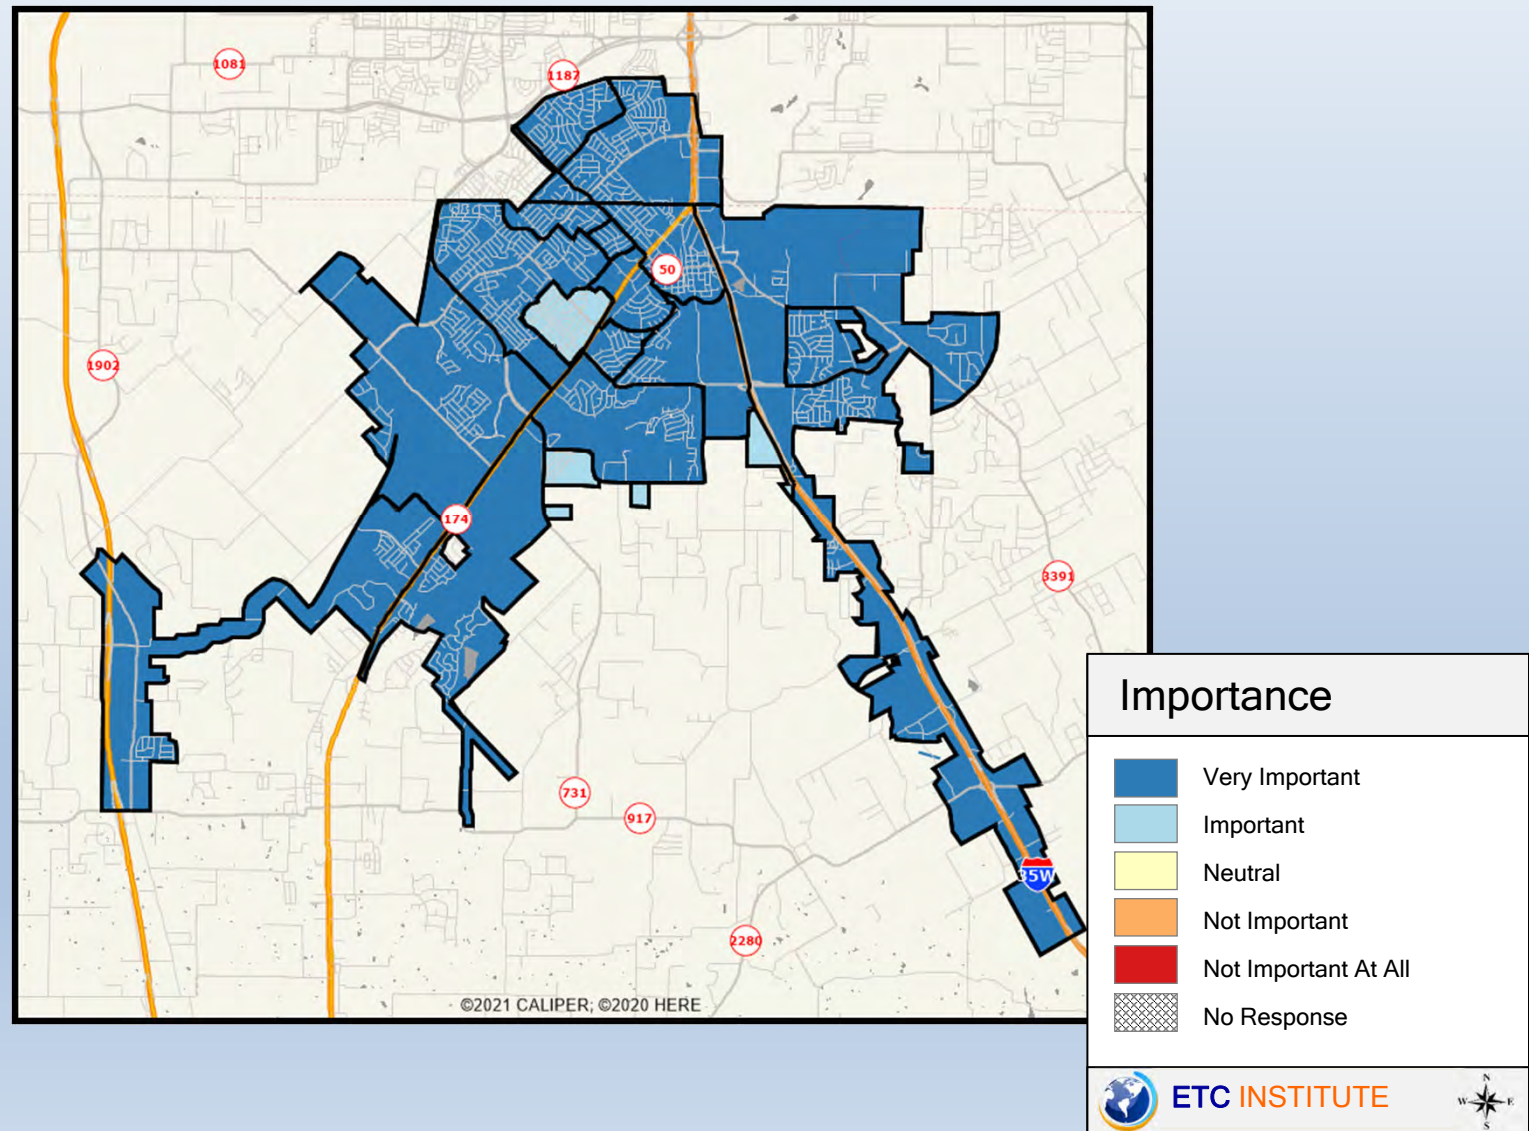 1081
1187
50
1902
174
3391
731
917
35W
2280
©2021 CALIPER; ©2020 HERE
Importance
Very Important
Important
Neutral
Not Important
Not Important At All
No Response
ETC INSTITUTE
N
W E
S